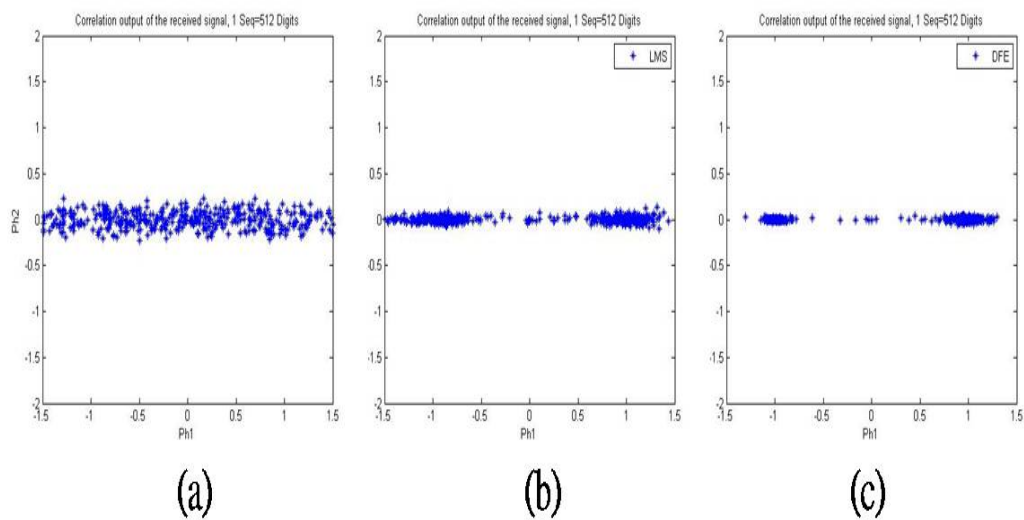 Correlation output of the received signal, 1 Seq=512 Digits
2
1.5
1
0.5
0
-0.5
-1
-1.5
-2
Ph2
-1.5 -1 -0.5 0 0.5 1 1.5
Ph1
(a)
Correlation output of the received signal, 1 Seq=512 Digits
LMS
2
1.5
1
0.5
0
-0.5
-1
-1.5
-2
-1.5 -1 -0.5 0 0.5 1 1.5
Ph1
(b)
Correlation output of the received signal, 1 Seq=512 Digits
DFE
2
1.5
1
0.5
0
-0.5
-1
-1.5
-2
-1.5 -1 -0.5 0 0.5 1 1.5
Ph1
(c)